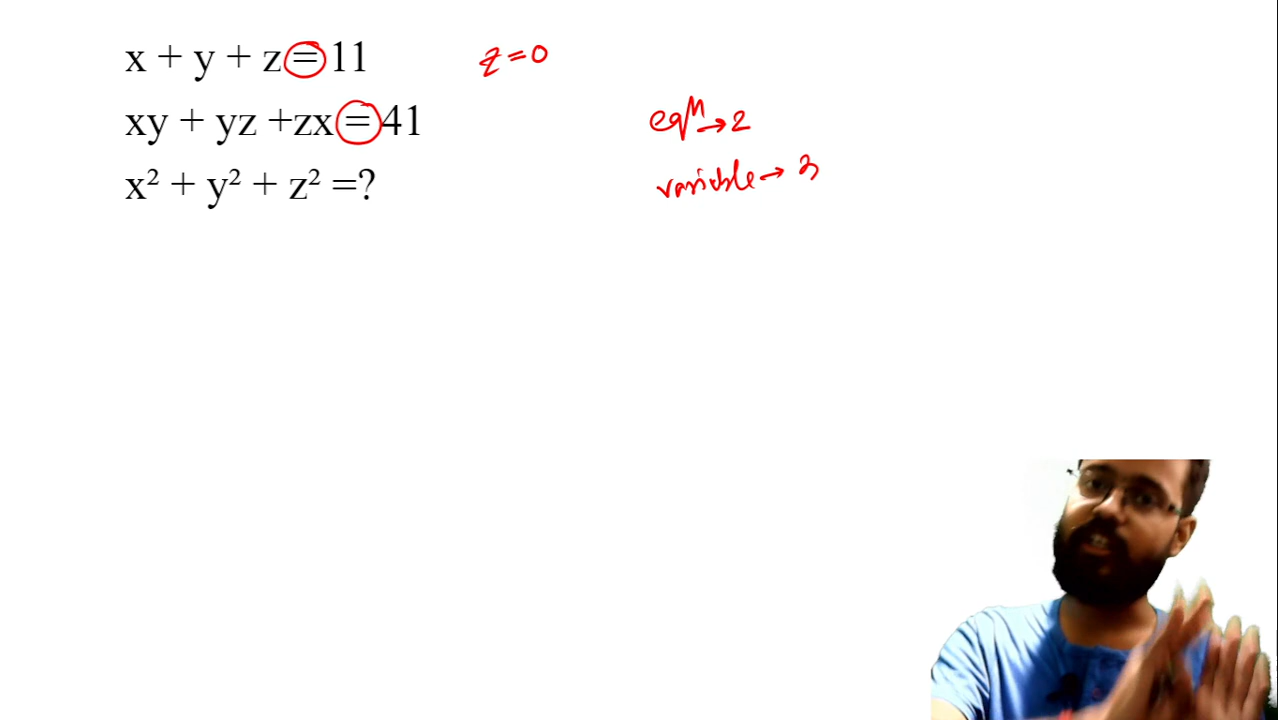 x + y + z = 11
z = 0
xy + yz +zx = 41
eqⁿ → 2
x² + y² + z² =?
variable → 3